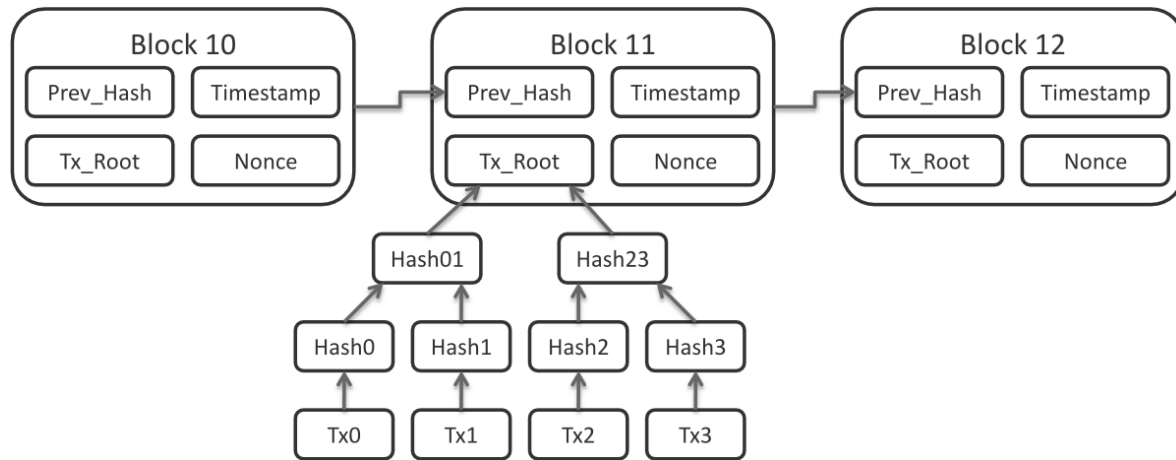 Block 10
Block 11
Block 12
Prev_Hash
Timestamp
Prev_Hash
Timestamp
Prev_Hash
Timestamp
Tx_Root
Nonce
Tx_Root
Nonce
Tx_Root
Nonce
Hash01
Hash23
Hash0
Hash1
Hash2
Hash3
Tx0
Tx1
Tx2
Tx3